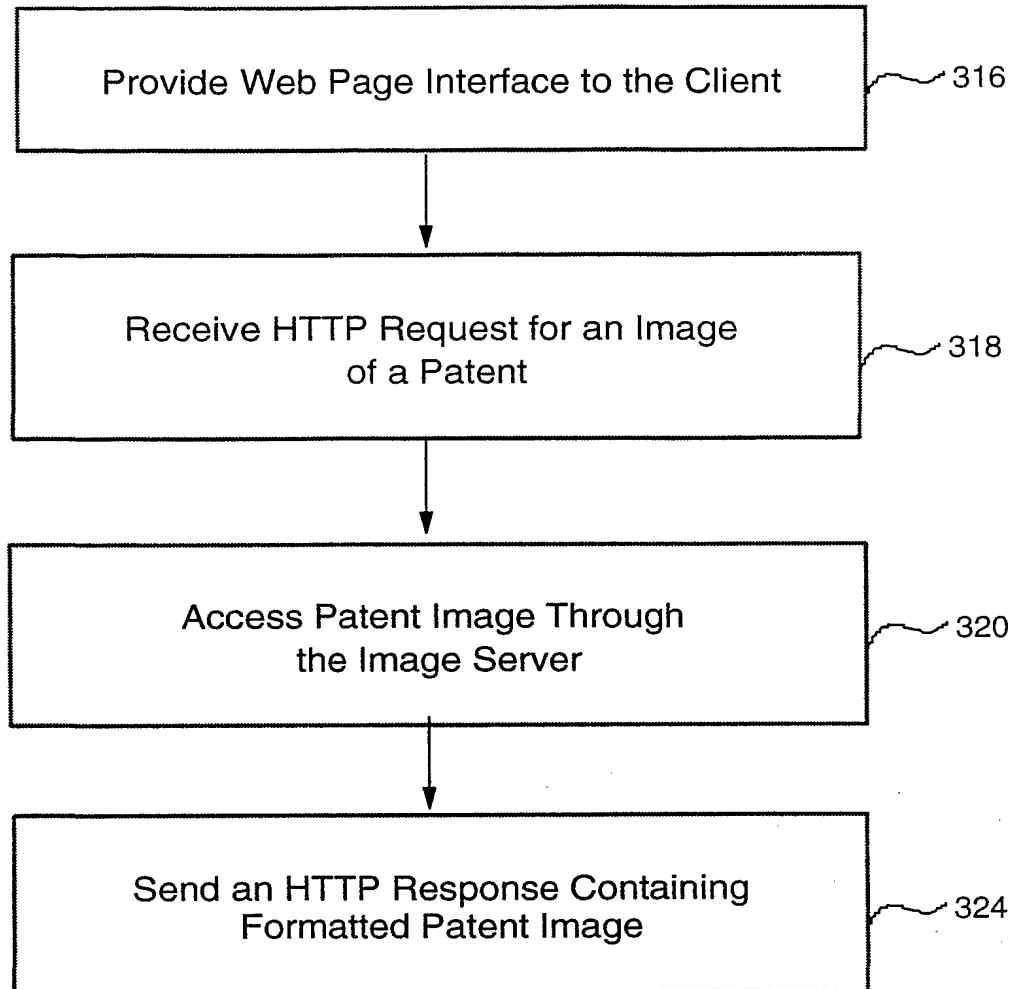 Provide Web Page Interface to the Client
316
Receive HTTP Request for an Image
of a Patent
318
Access Patent Image Through
the Image Server
320
Send an HTTP Response Containing
Formatted Patent Image
324